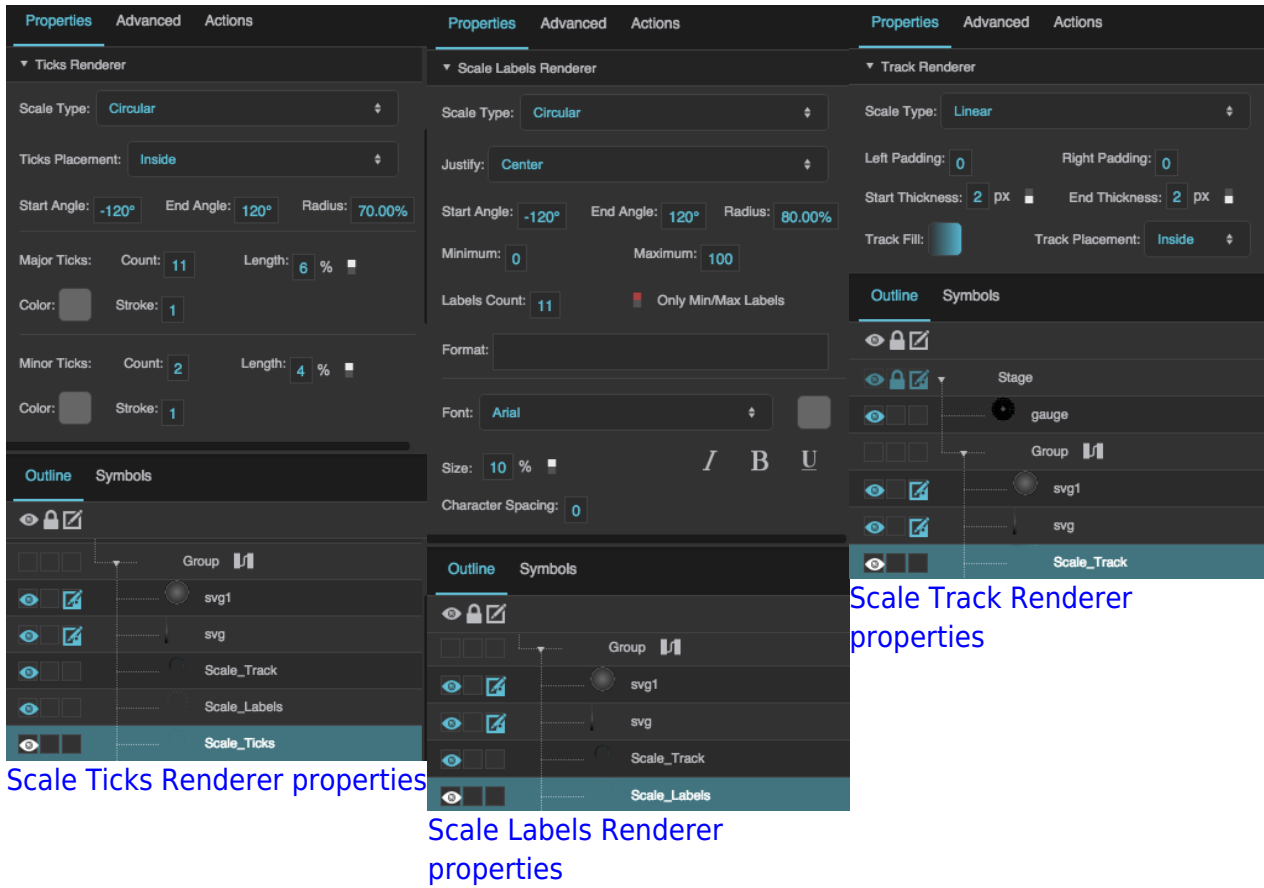 Properties Advanced Actions
Ticks Renderer
Scale Type: Circular
Ticks Placement: Inside
Start Angle: -120° End Angle: 120° Radius: 70.00%
Major Ticks: Count: 11 Length: 6 %
Color: Stroke: 1
Minor Ticks: Count: 2 Length: 4 %
Color: Stroke: 1
Outline Symbols
Group
svg1
svg
Scale_Track
Scale_Labels
Scale_Ticks
Scale Ticks Renderer properties
Properties Advanced Actions
Scale Labels Renderer
Scale Type: Circular
Justify: Center
Start Angle: -120° End Angle: 120° Radius: 80.00%
Minimum: 0 Maximum: 100
Labels Count: 11 Only Min/Max Labels
Format:
Font: Arial
Size: 10 % I B U
Character Spacing: 0
Outline Symbols
Group
svg1
svg
Scale_Track
Scale_Labels
Scale Labels Renderer
properties
Properties Advanced Actions
Track Renderer
Scale Type: Linear
Left Padding: 0 Right Padding: 0
Start Thickness: 2 px End Thickness: 2 px
Track Fill: Track Placement: Inside
Outline Symbols
Stage
gauge
Group
svg1
svg
Scale_Track
Scale Track Renderer
properties